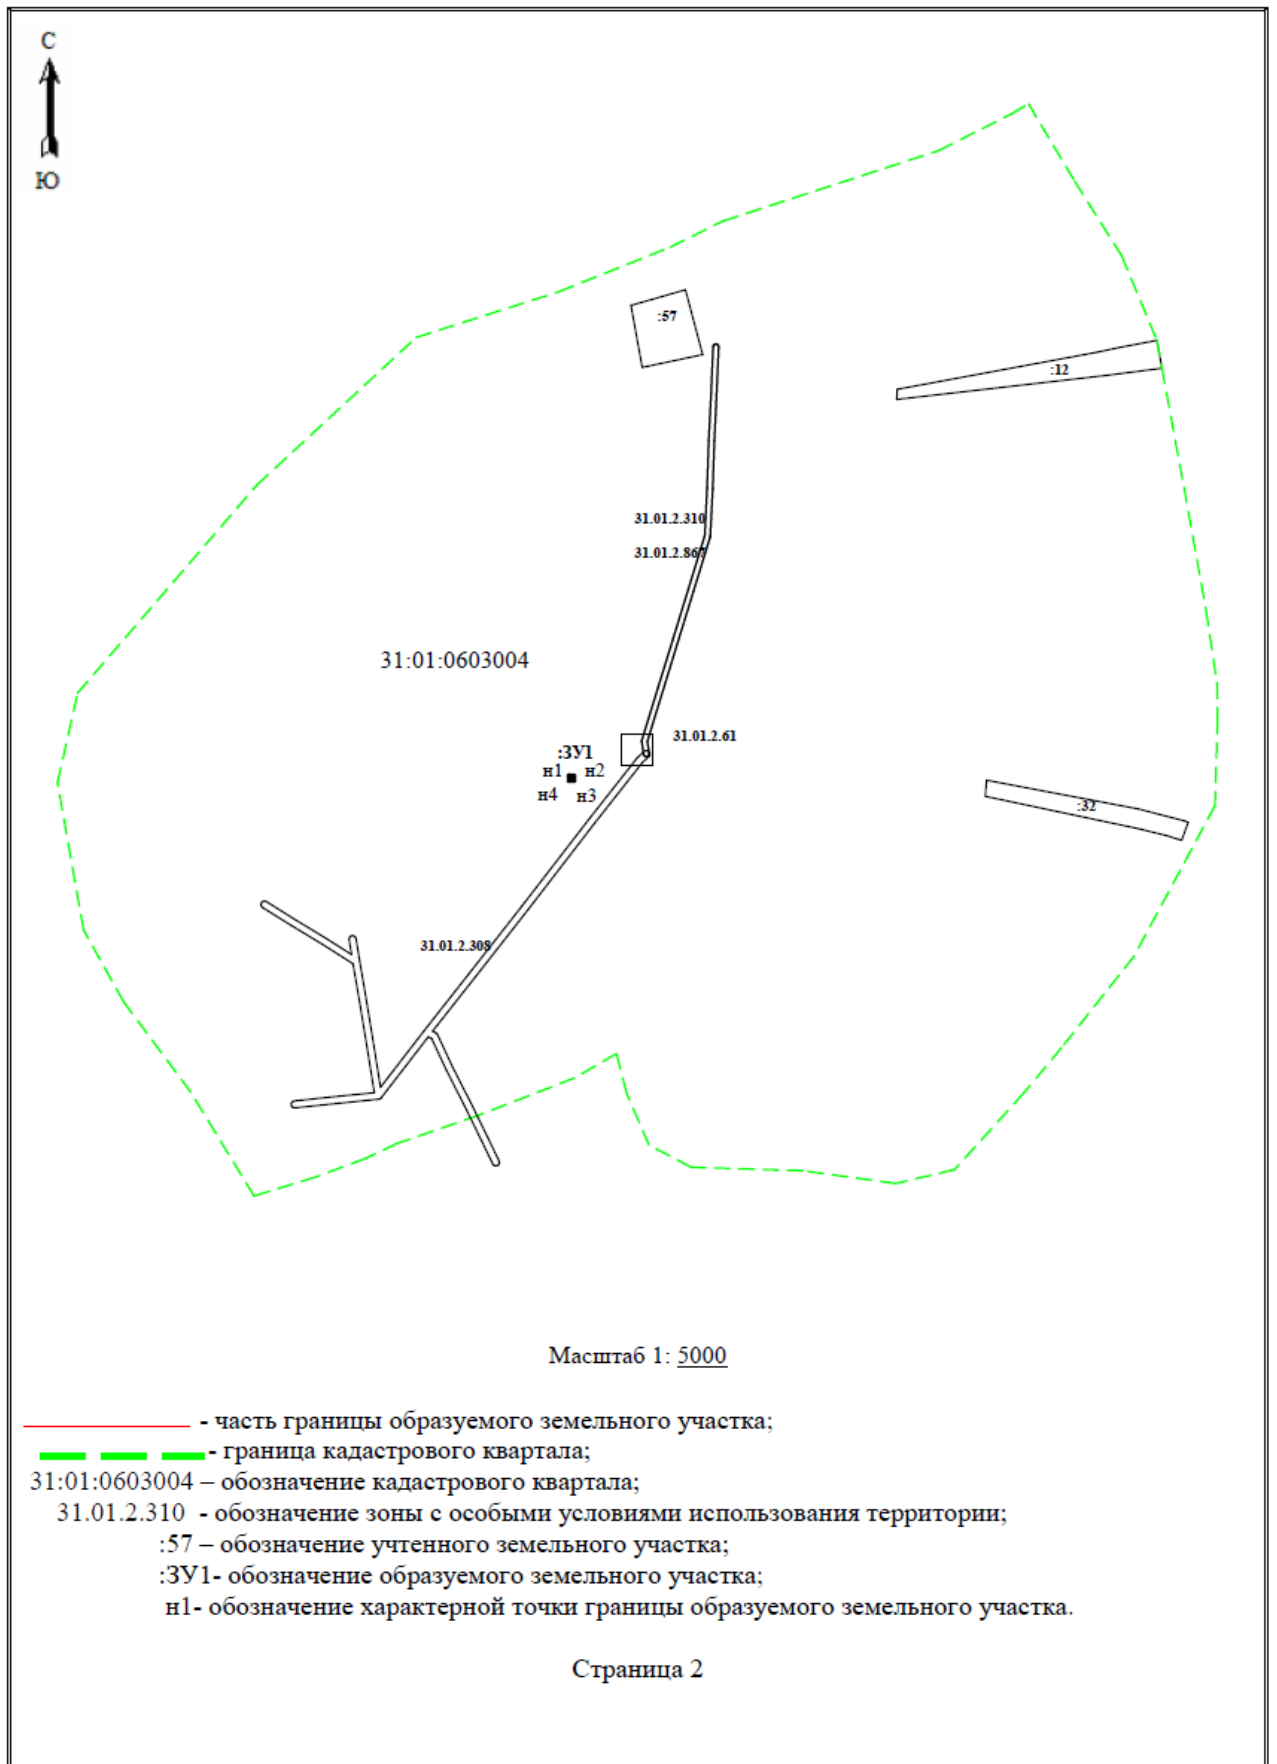 С
Ю
:57
:12
31.01.2.310
31.01.2.867
31:01:0603004
31.01.2.61
:ЗУ1
н1 н2
н4 н3
:32
31.01.2.308
Масштаб 1: 5000
- часть границы образуемого земельного участка;
- граница кадастрового квартала;
31:01:0603004 – обозначение кадастрового квартала;
31.01.2.310 - обозначение зоны с особыми условиями использования территории;
:57 – обозначение учтенного земельного участка;
:ЗУ1- обозначение образуемого земельного участка;
н1- обозначение характерной точки границы образуемого земельного участка.
Страница 2